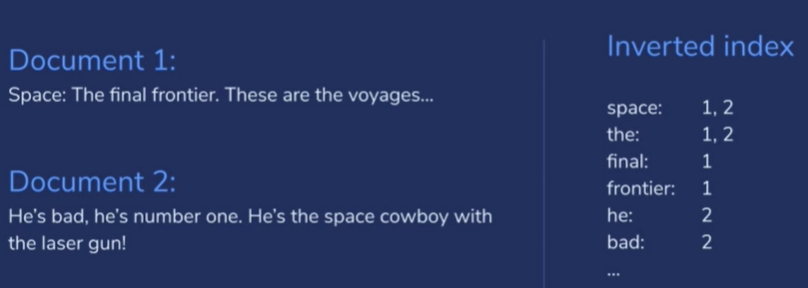 Document 1:
Space: The final frontier. These are the voyages...
Document 2:
He's bad, he's number one. He's the space cowboy with
the laser gun!
Inverted index
space: 1, 2
the: 1, 2
final: 1
frontier: 1
he: 2
bad: 2
...